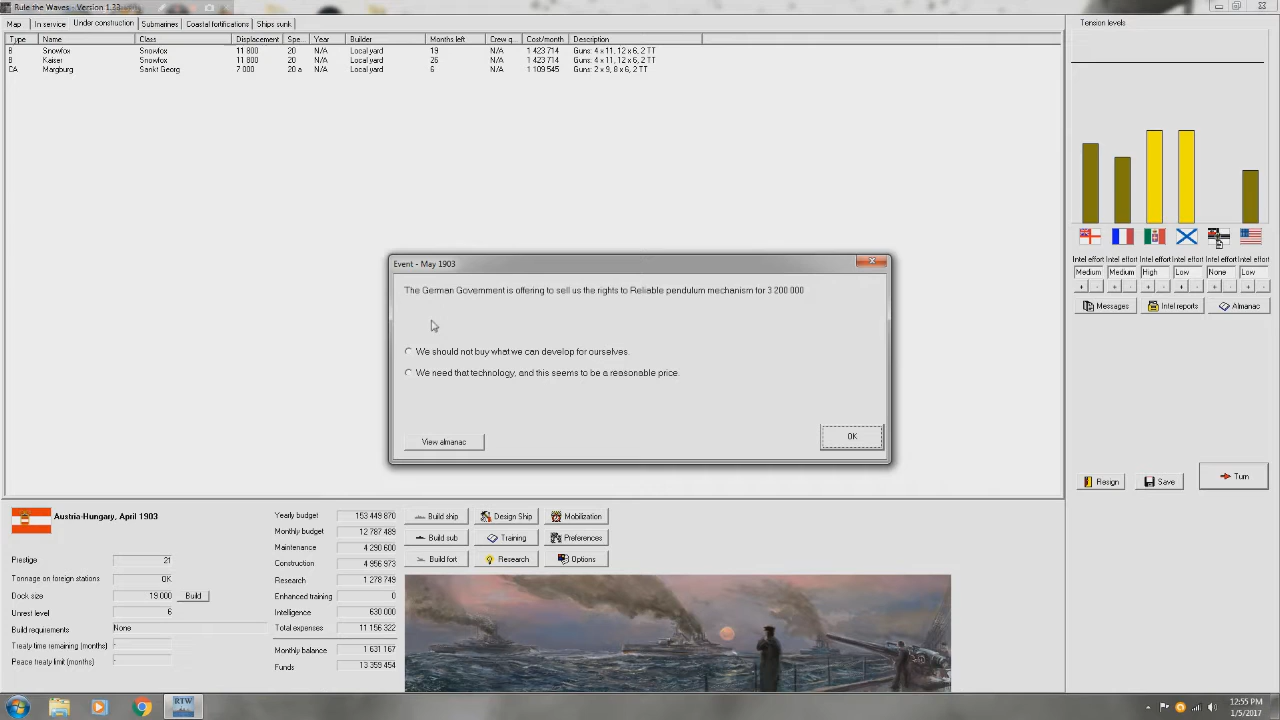 Rule the Waves - Version 1.33
Map In service Under construction Submarines Coastal fortifications Ships sunk
Type Name Class Displacement Spe... Year Builder Months left Crew q... Cost/month Description
B Snowfox Snowfox 11 800 20 N/A Local yard 19 N/A 1 423 714 Guns: 4 x 11, 12 x 6, 2 TT
B Kaiser Snowfox 11 800 20 N/A Local yard 26 N/A 1 423 714 Guns: 4 x 11, 12 x 6, 2 TT
CA Margburg Sankt Georg 7 000 20 a N/A Local yard 6 N/A 1 109 545 Guns: 2 x 9, 8 x 6, 2 TT
Tension levels
Intel effort Intel effort Intel effort Intel effort Intel effort Intel effort
Medium Medium High Low None Low
+ - + - + - + - + - + -
Messages Intel reports Almanac
Event - May 1903
The German Government is offering to sell us the rights to Reliable pendulum mechanism for 3 200 000
We should not buy what we can develop for ourselves.
We need that technology, and this seems to be a reasonable price.
View almanac OK
Resign Save Turn
Austria-Hungary, April 1903
Prestige 21
Tonnage on foreign stations OK
Dock size 19 000 Build
Unrest level 6
Build requirements None
Treaty time remaining (months) -
Peace treaty limit (months) -
Yearly budget 153 449 870
Monthly budget 12 787 489
Maintenance 4 290 600
Construction 4 956 973
Research 1 278 749
Enhanced training 0
Intelligence 630 000
Total expenses 11 156 322
Monthly balance 1 631 167
Funds 13 359 454
Build ship Design Ship Mobilization
Build sub Training Preferences
Build fort Research Options
RTW
12:55 PM
1/5/2017